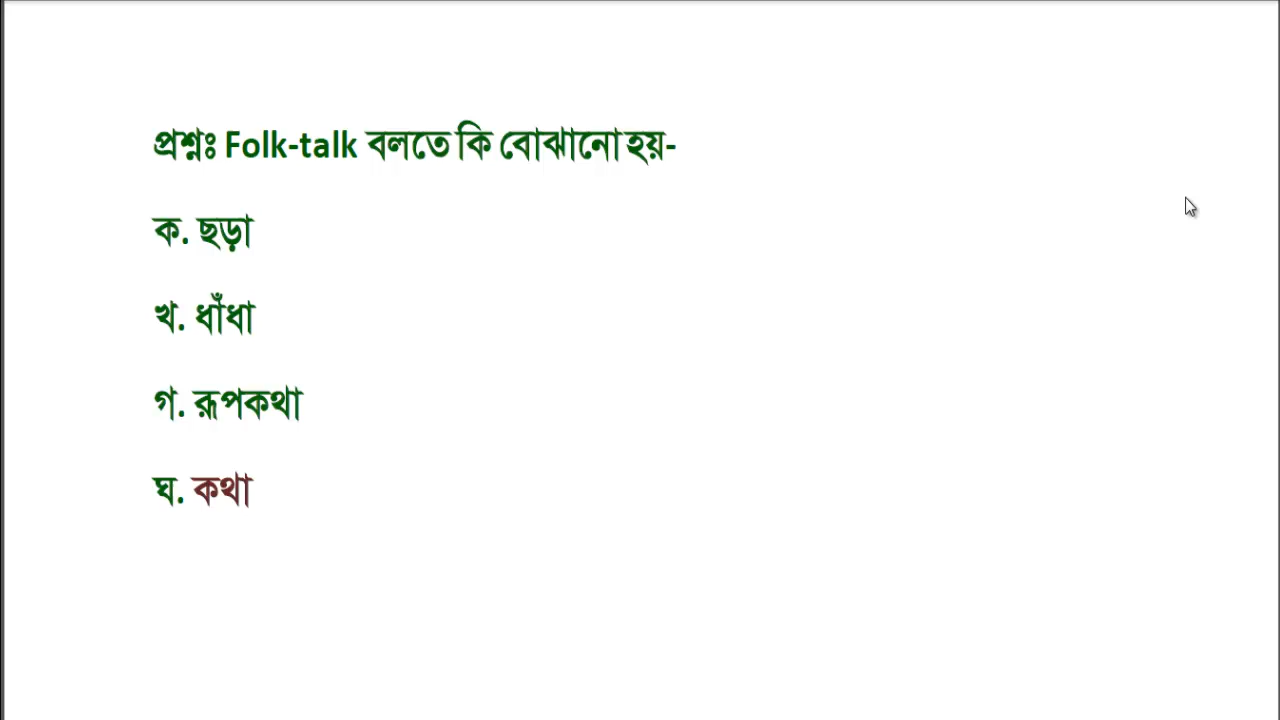 প্রশ্নঃ Folk-talk বলতে কি বোঝানো হয়-
ক. ছড়া
খ. ধাঁধা
গ. রূপকথা
ঘ. কথা